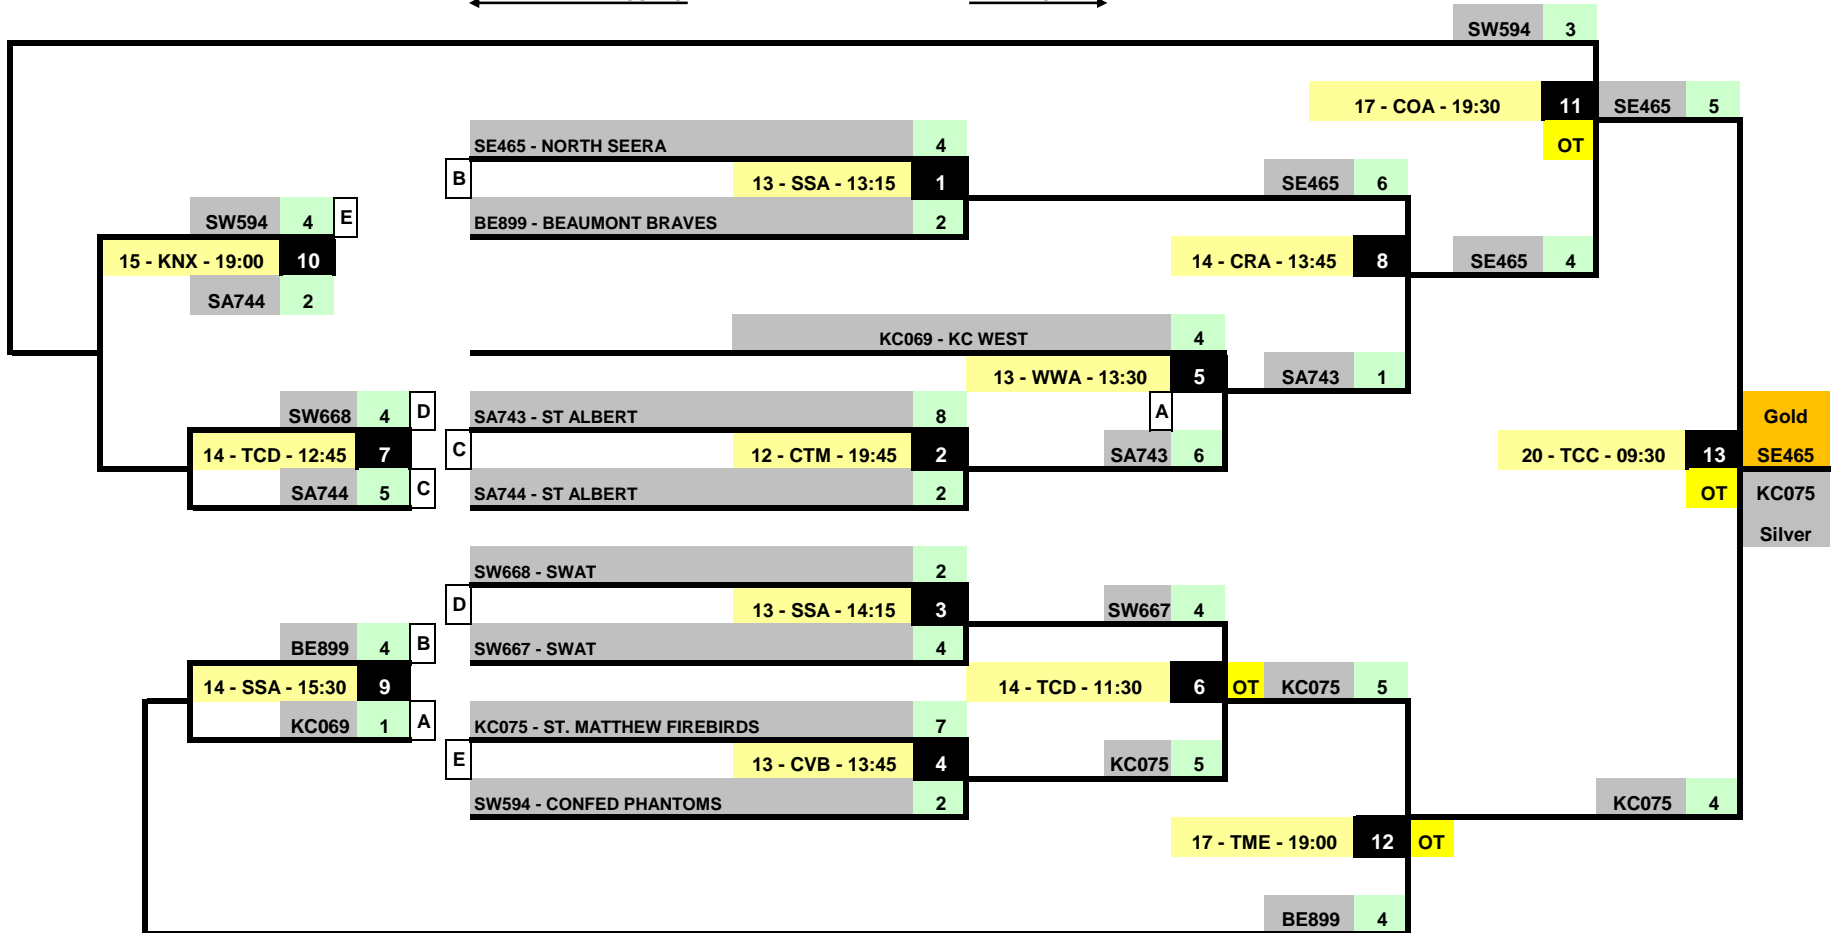 SW594 3
17 - COA - 19:30 11 SE465 5
SE465 - NORTH SEERA 4 OT
B 13 - SSA - 13:15 1 SE465 6
SW594 4 E BE899 - BEAUMONT BRAVES 2
15 - KNX - 19:00 10 14 - CRA - 13:45 8 SE465 4
SA744 2
KC069 - KC WEST 4
13 - WWA - 13:30 5 SA743 1
SW668 4 D SA743 - ST ALBERT 8 A Gold
14 - TCD - 12:45 7 C 12 - CTM - 19:45 2 SA743 6 20 - TCC - 09:30 13 SE465
SA744 5 C SA744 - ST ALBERT 2 OT KC075
Silver
SW668 - SWAT 2
D 13 - SSA - 14:15 3 SW667 4
BE899 4 B SW667 - SWAT 4
14 - SSA - 15:30 9 14 - TCD - 11:30 6 OT KC075 5
KC069 1 A KC075 - ST. MATTHEW FIREBIRDS 7
E 13 - CVB - 13:45 4 KC075 5
SW594 - CONFED PHANTOMS 2 KC075 4
17 - TME - 19:00 12 OT
BE899 4